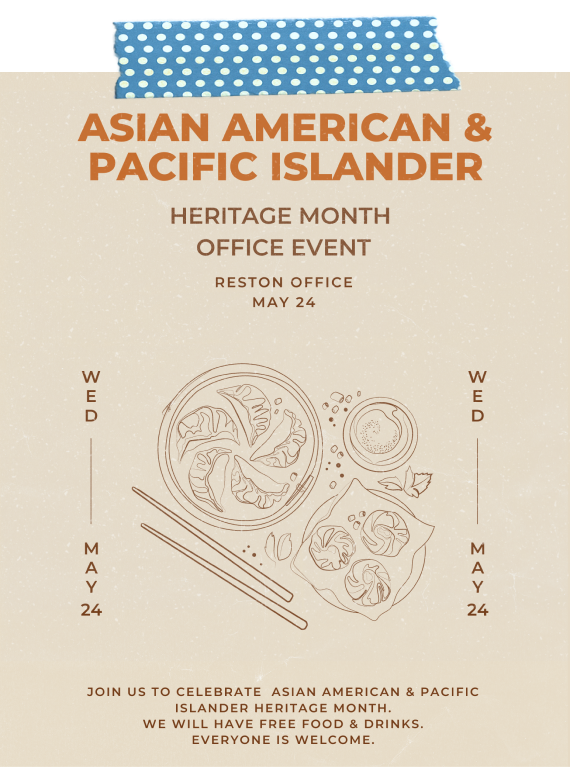 ASIAN AMERICAN &
PACIFIC ISLANDER
HERITAGE MONTH
OFFICE EVENT
RESTON OFFICE
MAY 24
WED
MAY
24
WED
MAY
24
JOIN US TO CELEBRATE ASIAN AMERICAN & PACIFIC
ISLANDER HERITAGE MONTH.
WE WILL HAVE FREE FOOD & DRINKS.
EVERYONE IS WELCOME.